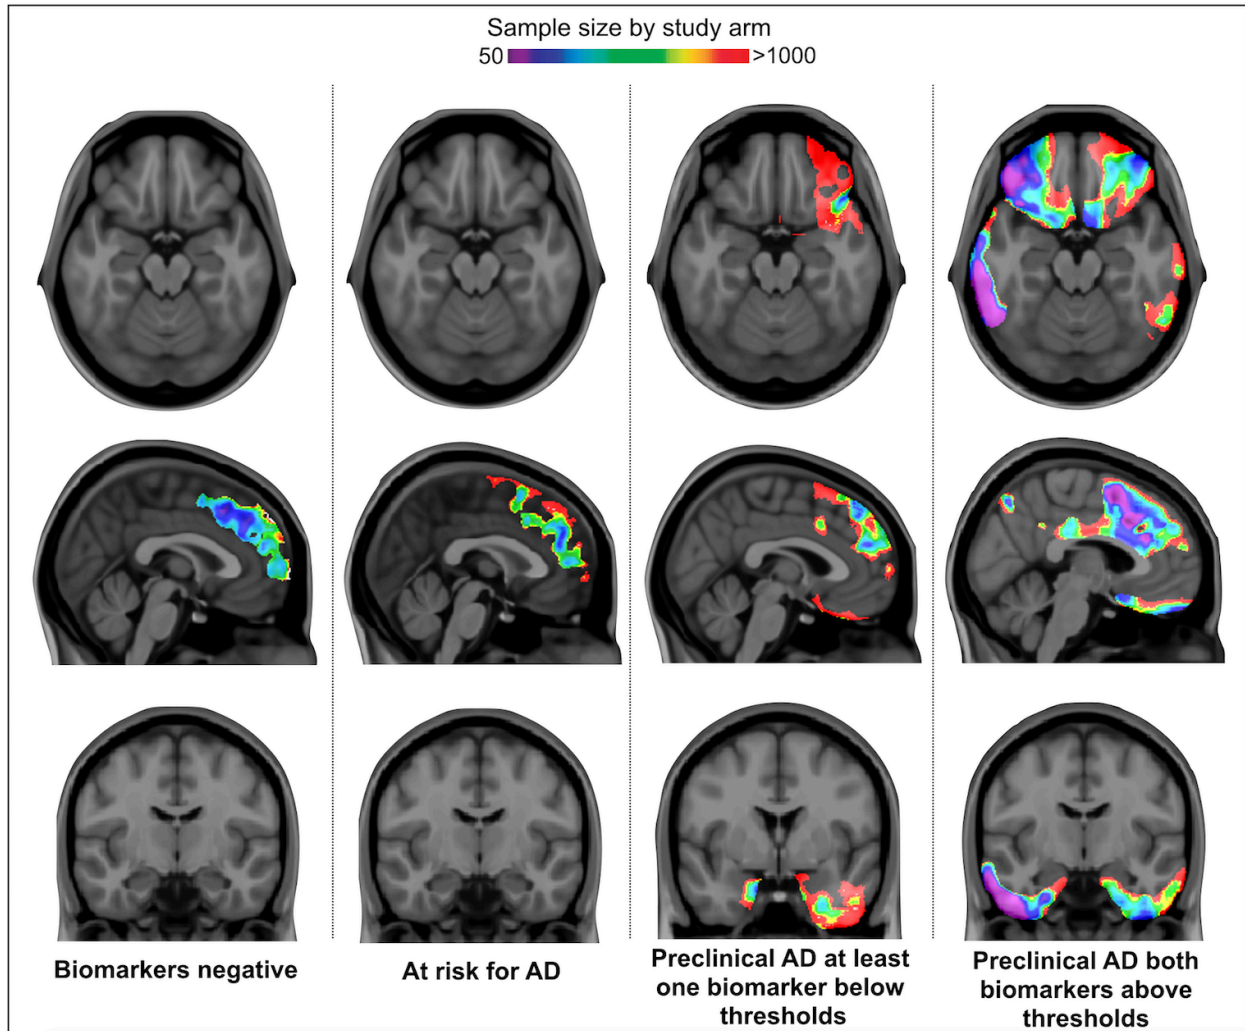 Sample size by study arm
50 >1000
Biomarkers negative
At risk for AD
Preclinical AD at least
one biomarker below
thresholds
Preclinical AD both
biomarkers above
thresholds